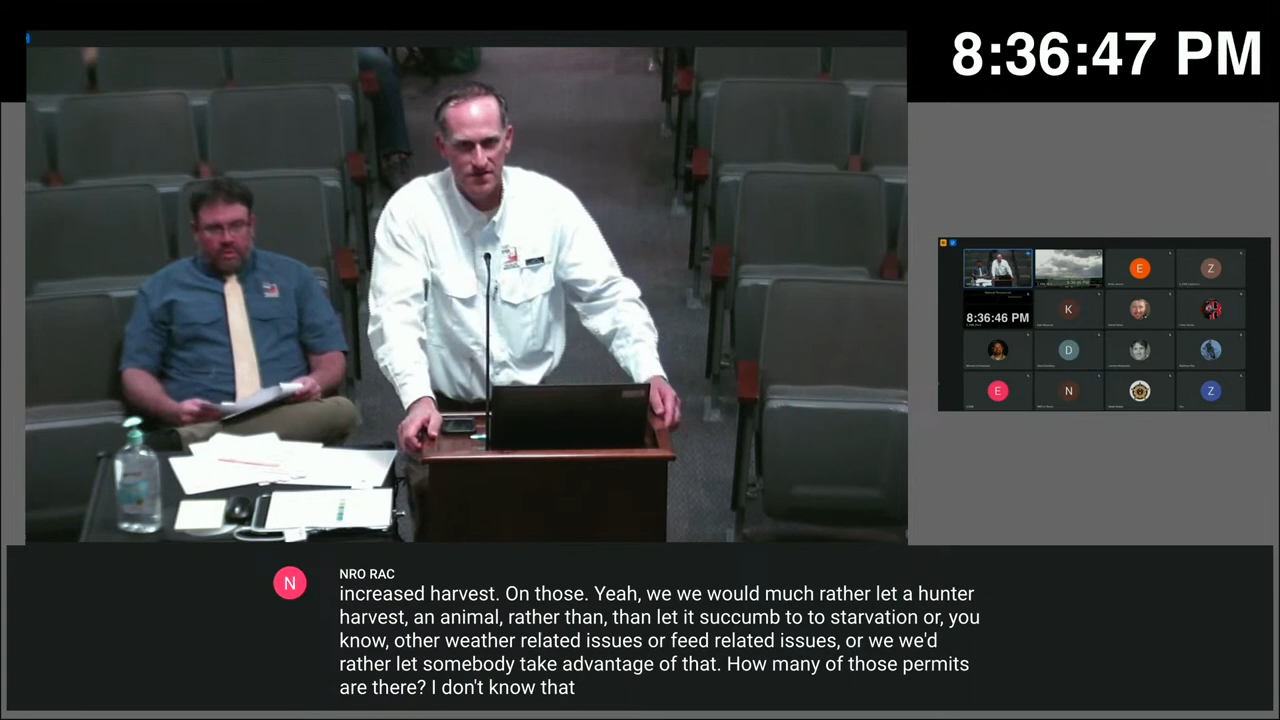 8:36:47 PM
E
Z
8:36:46 PM
K
D
E
N
Z
N
NRO RAC
increased harvest. On those. Yeah, we we would much rather let a hunter
harvest, an animal, rather than, than let it succumb to to starvation or, you
know, other weather related issues or feed related issues, or we we'd
rather let somebody take advantage of that. How many of those permits
are there? I don't know that